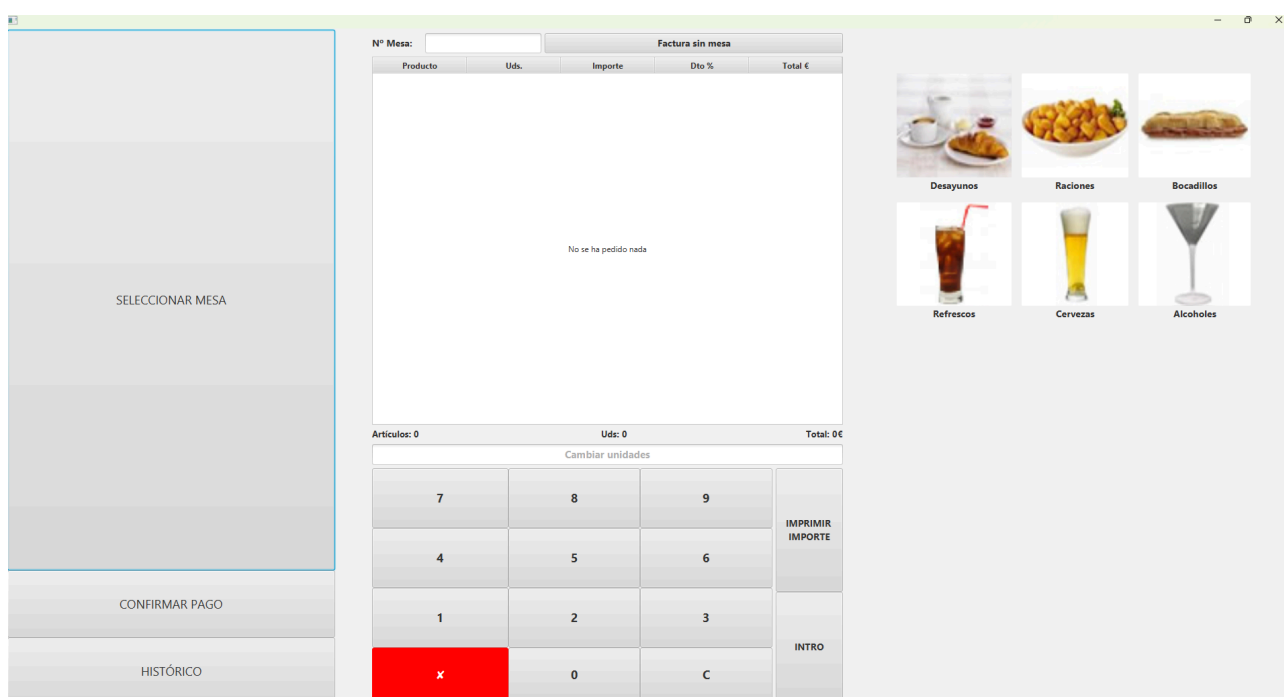 SELECCIONAR MESA
CONFIRMAR PAGO
HISTÓRICO
Nº Mesa:
Factura sin mesa
Producto Uds. Importe Dto % Total €
No se ha pedido nada
Artículos: 0 Uds: 0 Total: 0€
Cambiar unidades
7 8 9
IMPRIMIR
IMPORTE
4 5 6
1 2 3
INTRO
✘ 0 C
Desayunos Raciones Bocadillos
Refrescos Cervezas Alcoholes